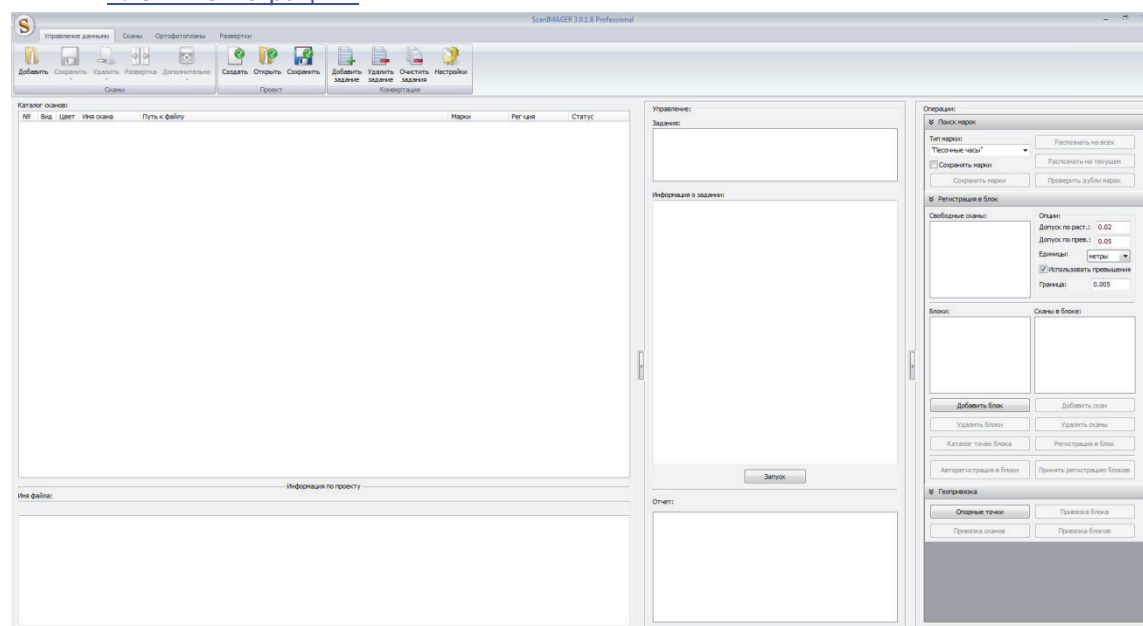 ScanIMAGER 3.0.2.8 Professional
S
Управление данными Сканы Ортофотопланы Развертки
Добавить Сохранить Удалить Развертка Дополнительно Создать Открыть Сохранить Добавить задание Удалить задание Очистить задания Настройки
Сканы Проект Конвертация
Каталог сканов:
№ Вид Цвет Имя скана Путь к файлу Марки Рег-ция Статус
Информация по проекту
Имя файла:
Управление:
Задания:
Информация о задании:
Запуск
Отчет:
Операции:
Поиск марок
Тип марки:
"Песочные часы"
Распознать на всех
Сохранять марки
Распознать на текущем
Сохранить марки
Проверить дубли марок
Регистрация в блок
Свободные сканы:
Опции:
Допуск по раст.: 0.02
Допуск по прев.: 0.05
Единицы: метры
Использовать превышения
Граница: 0.005
Блоки:
Сканы в блоке:
Добавить блок
Добавить скан
Удалить блоки
Удалить сканы
Каталог точек блока
Регистрация в блок
Авторегистрация в блоки
Принять регистрацию блоков
Геопривязка
Опорные точки
Привязка блока
Привязка сканов
Привязка блоков